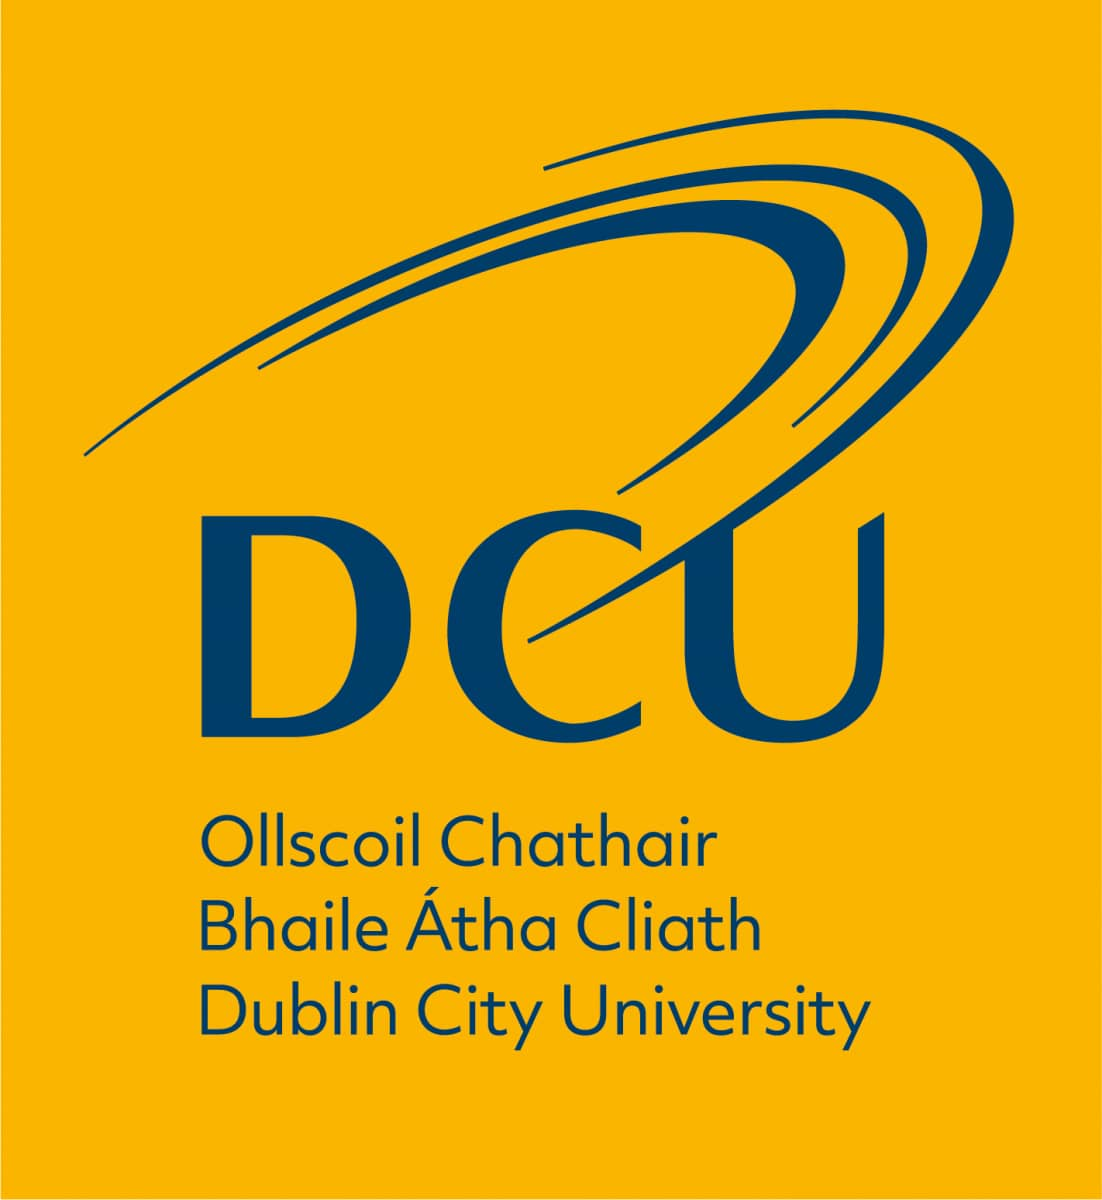 DCU
Ollscoil Chathair
Bhaile Átha Cliath
Dublin City University